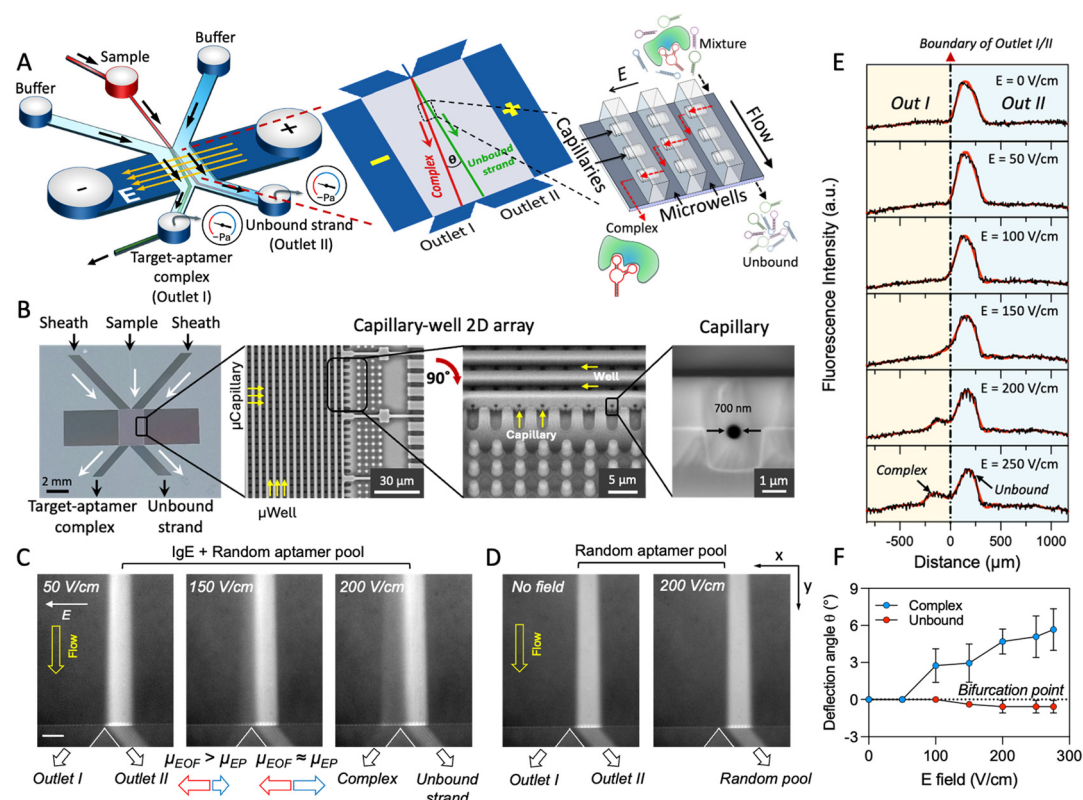 A
Buffer
Sample
Buffer
+
-
E
-Pa
-Pa
Unbound strand
(Outlet II)
Target-aptamer
complex
(Outlet I)
Complex
θ
Unbound
strand
Outlet I
Outlet II
Mixture
E
Capillaries
Flow
Microwells
Complex
Unbound
B
Sheath
Sample
Sheath
2 mm
Target-aptamer
complex
Unbound
strand
Capillary-well 2D array
µCapillary
µWell
30 µm
90°
Well
Capillary
5 µm
Capillary
700 nm
1 µm
C
IgE + Random aptamer pool
50 V/cm
E
Flow
150 V/cm
200 V/cm
Outlet I
Outlet II
µEOF > µEP
µEOF ≈ µEP
Complex
Unbound
strand
D
Random aptamer pool
x
y
No field
Flow
200 V/cm
Outlet I
Outlet II
Random pool
E
Boundary of Outlet I/II
Out I
Out II
E = 0 V/cm
E = 50 V/cm
E = 100 V/cm
E = 150 V/cm
E = 200 V/cm
E = 250 V/cm
Complex
Unbound
Fluorescence Intensity (a.u.)
-500
0
500
1000
Distance (µm)
F
9
6
3
0
-3
Complex
Unbound
Bifurcation point
Deflection angle θ (°)
0
100
200
300
E field (V/cm)